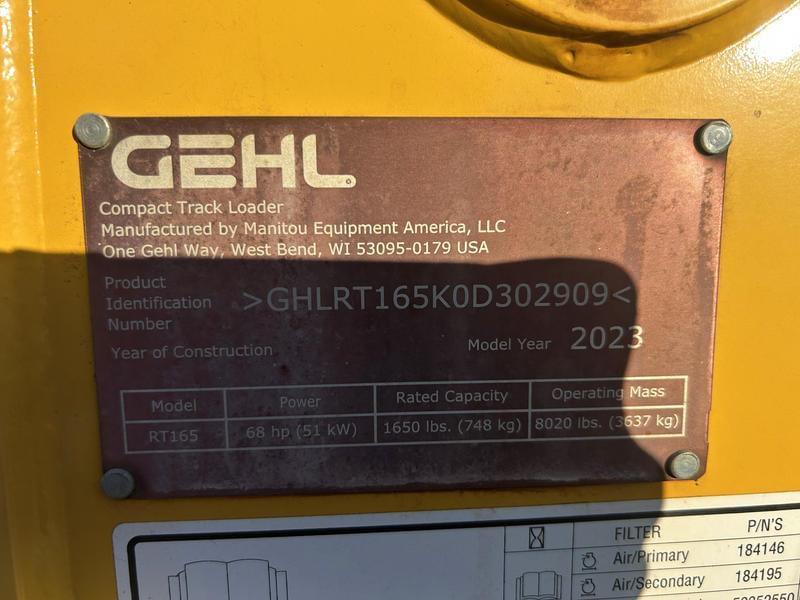 GEHL
Compact Track Loader
Manufactured by Manitou Equipment America, LLC
One Gehl Way, West Bend, WI 53095-0179 USA
Product
Identification
Number
>GHLRT165K0D302909<
Year of Construction
Model Year 2023
Model Power Rated Capacity Operating Mass
RT165 68 hp (51 kW) 1650 lbs. (748 kg) 8020 lbs. (3637 kg)
FILTER P/N'S
Air/Primary 184146
Air/Secondary 184195